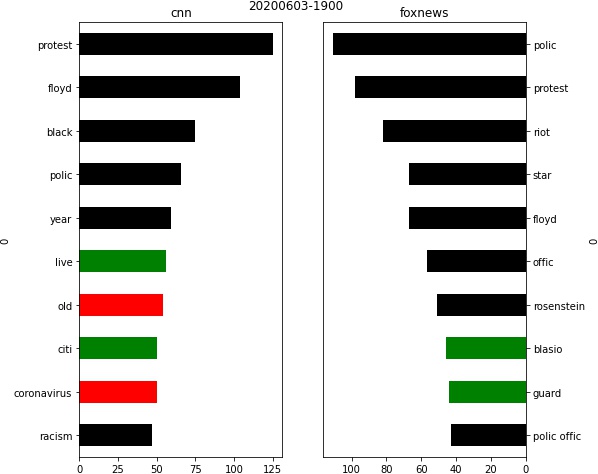 20200603-1900
cnn
foxnews
protest
floyd
black
polic
year
live
old
citi
coronavirus
racism
0
0 25 50 75 100 125
polic
protest
riot
star
floyd
offic
rosenstein
blasio
guard
polic offic
0
100 80 60 40 20 0